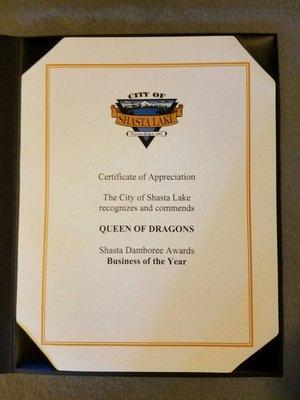 CITY OF
SHASTA LAKE
Certificate of Appreciation
The City of Shasta Lake
recognizes and commends
QUEEN OF DRAGONS
Shasta Damboree Awards
Business of the Year